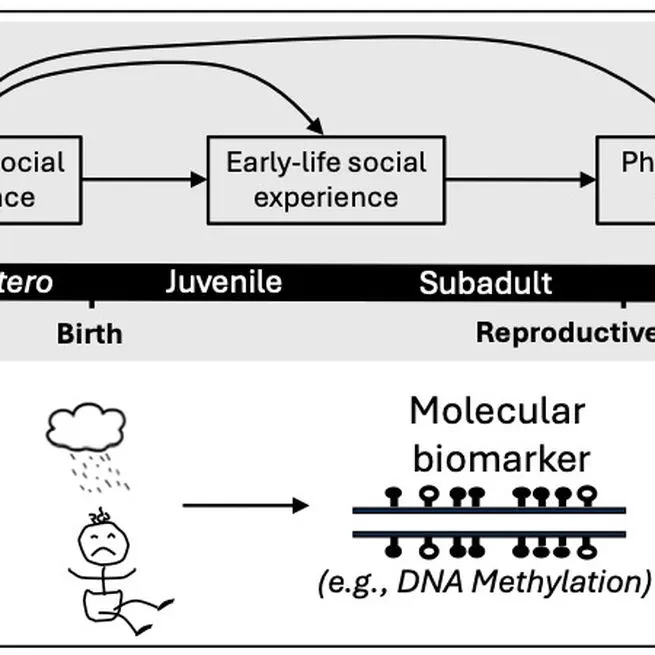 ocial
nce
Early-life social
experience
Ph
tero
Juvenile
Subadult
Birth
Reproductive
Molecular
biomarker
(e.g., DNA Methylation)